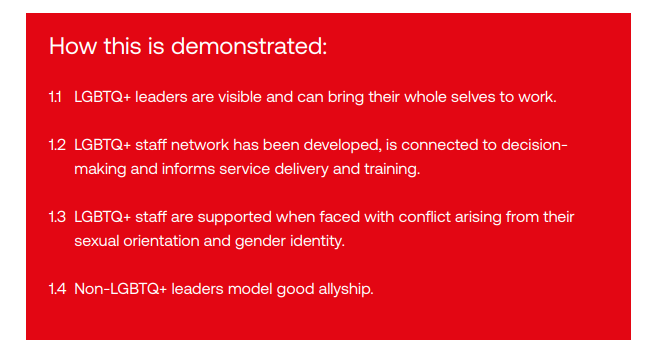 How this is demonstrated:
1.1 LGBTQ+ leaders are visible and can bring their whole selves to work.
1.2 LGBTQ+ staff network has been developed, is connected to decision-
making and informs service delivery and training.
1.3 LGBTQ+ staff are supported when faced with conflict arising from their
sexual orientation and gender identity.
1.4 Non-LGBTQ+ leaders model good allyship.